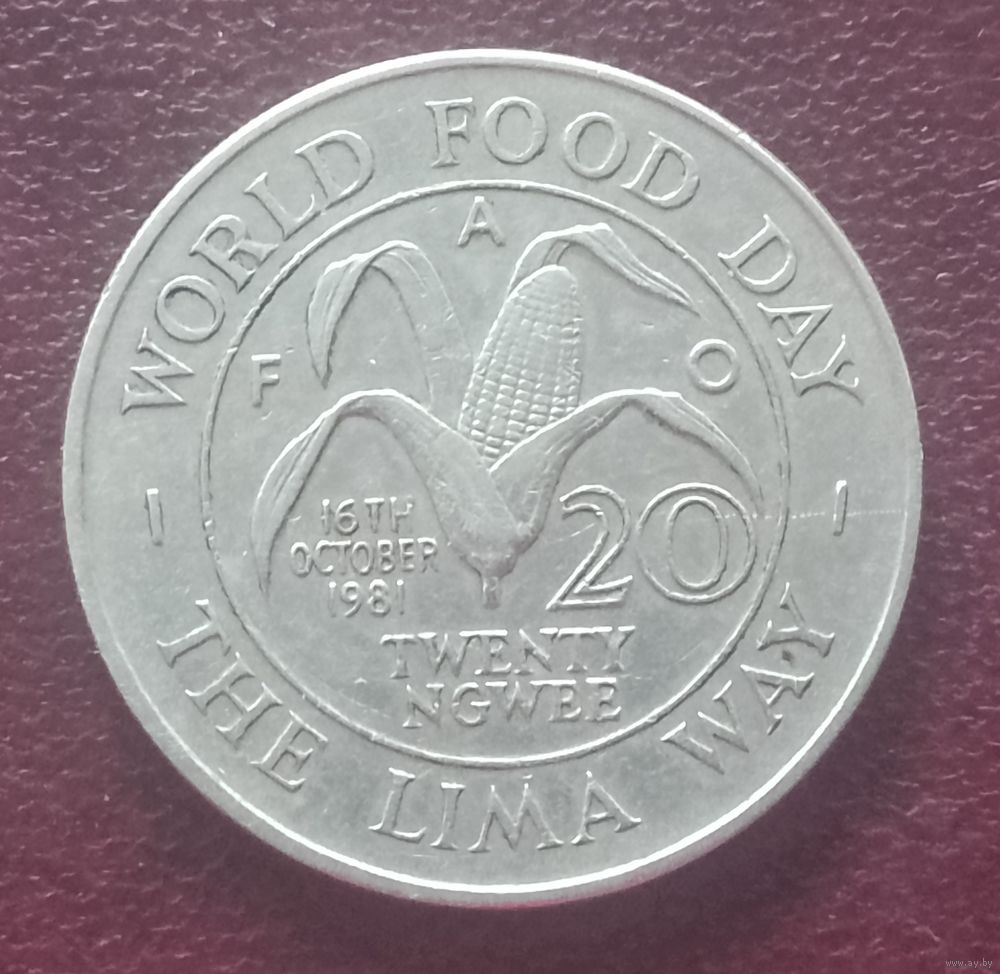 WORLD FOOD DAY
F A O
16TH
OCTOBER
1981
20
TWENTY
NGWEE
THE LIMA WAY
www.ay.by